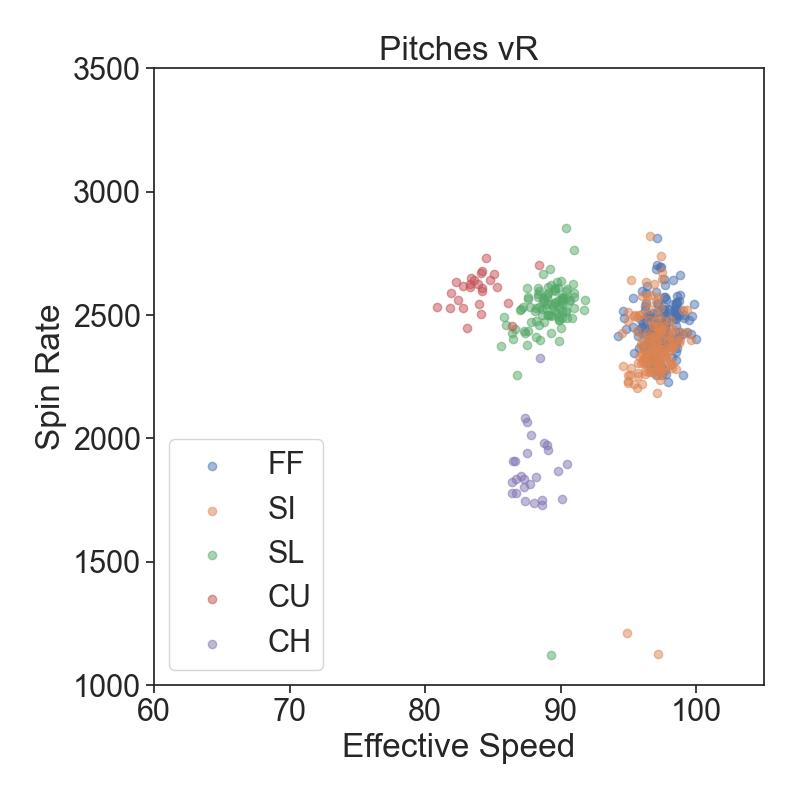 Pitches vR
3500
3000
2500
2000
1500
1000
Spin Rate
FF
SI
SL
CU
CH
60 70 80 90 100
Effective Speed